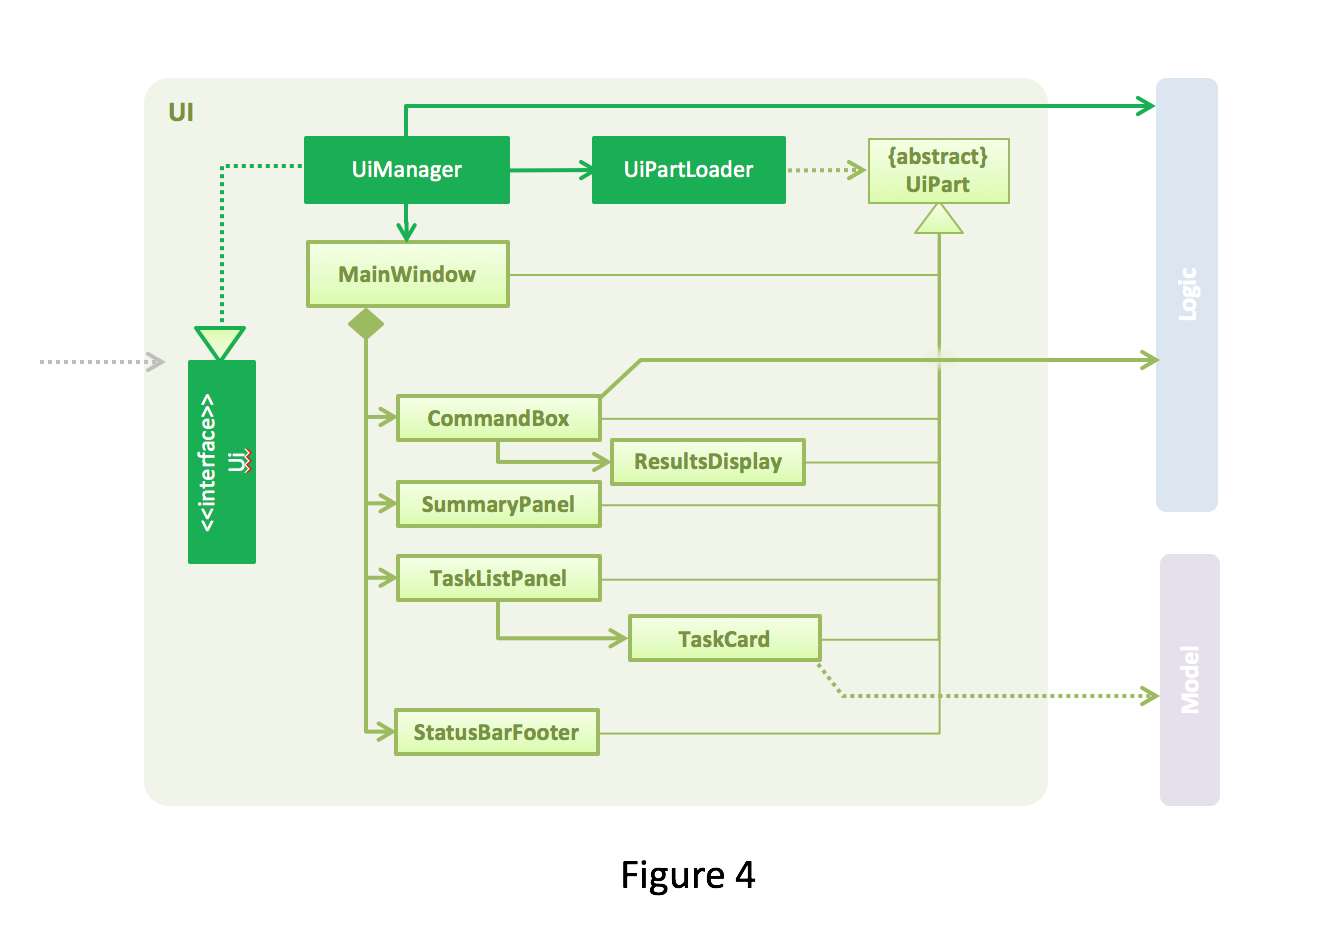 UI
UiManager
UiPartLoader
{abstract}
UiPart
MainWindow
Logic
<<interface>>
Ui
CommandBox
ResultsDisplay
SummaryPanel
TaskListPanel
TaskCard
Model
StatusBarFooter
Figure 4